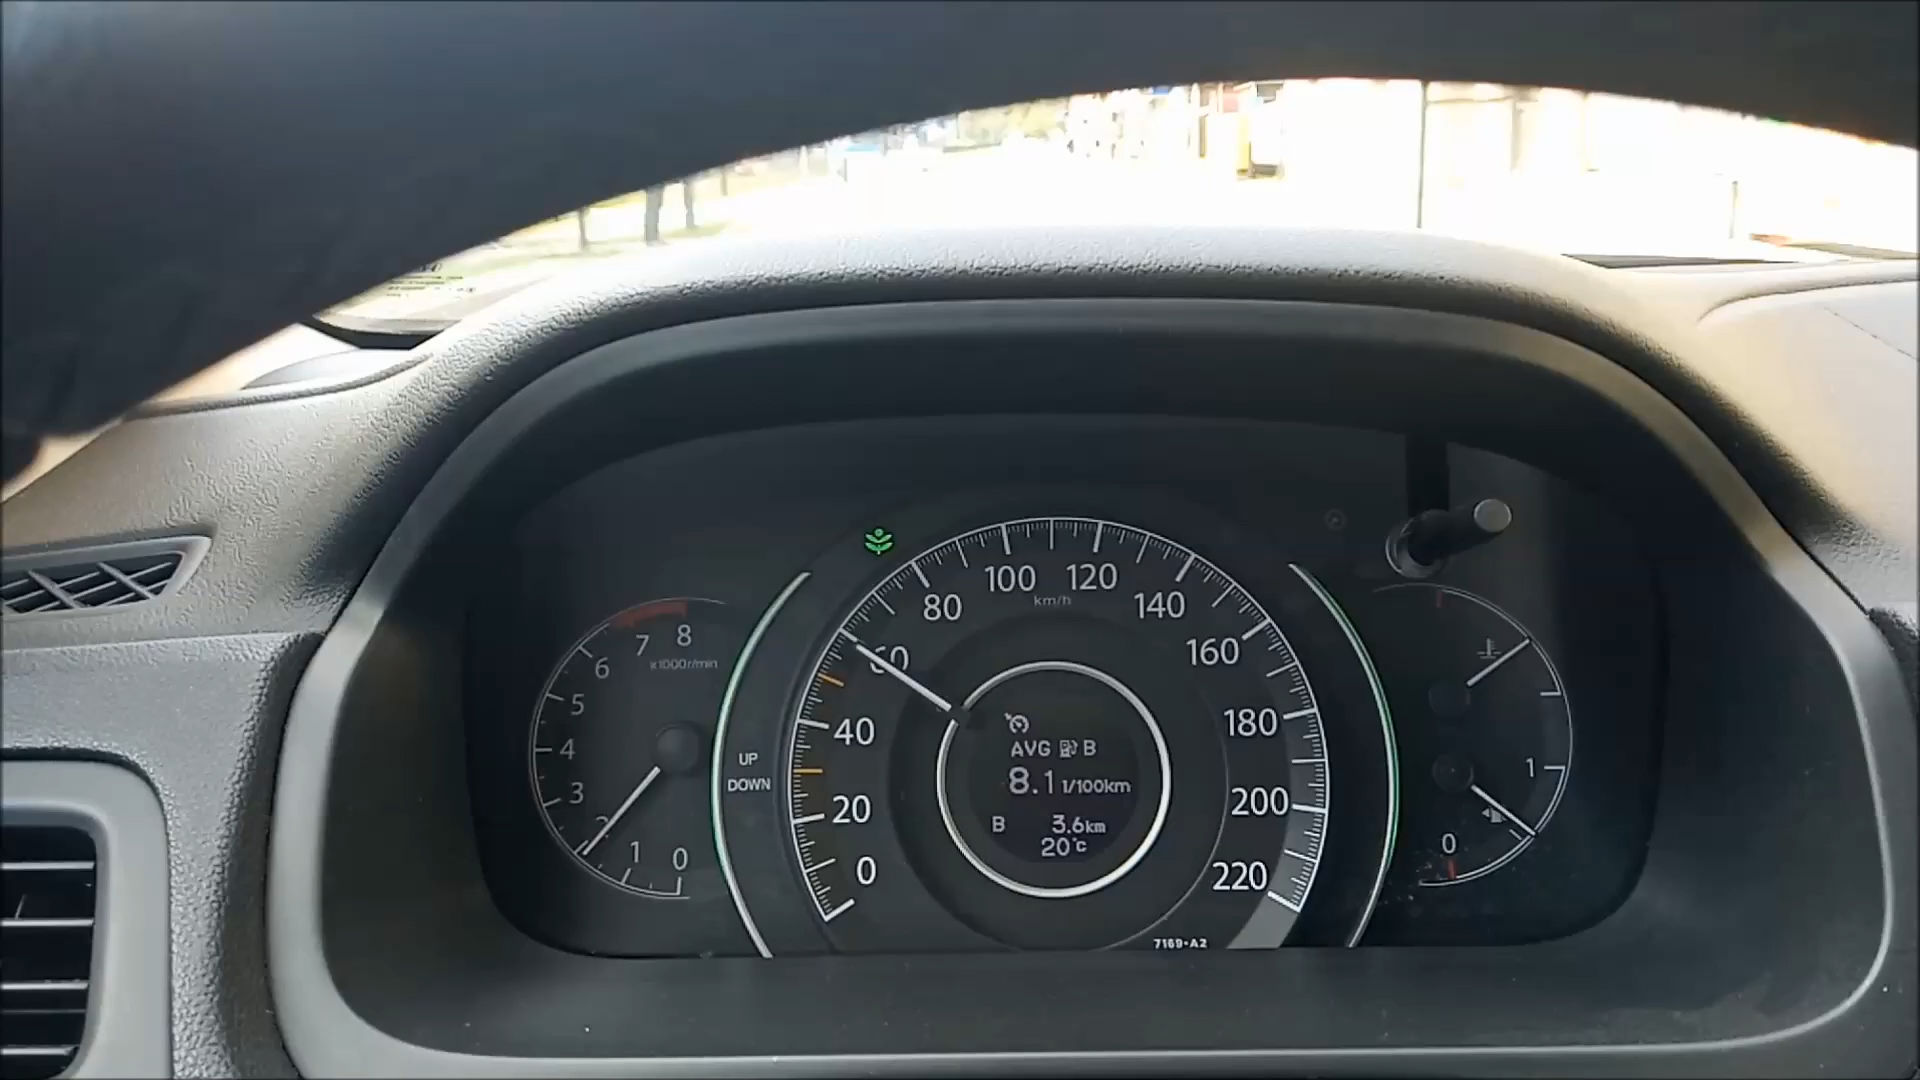 80 100 120 140
km/h
7 8
6
x1000r/min
60
160
5
4
40
180
AVG B
UP
DOWN
8.1 l/100km
1
3
2
20
200
B 3.6km
20°C
1 0
0
220
0
7169-A2